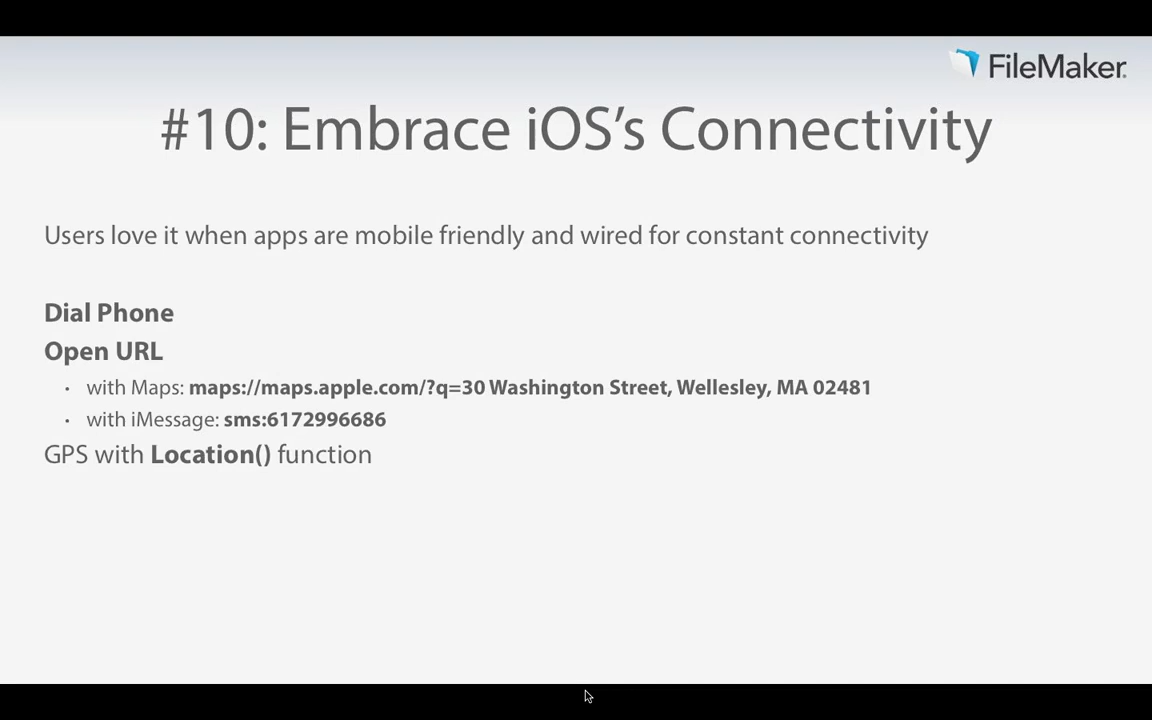 FileMaker.
#10: Embrace iOS's Connectivity
Users love it when apps are mobile friendly and wired for constant connectivity
Dial Phone
Open URL
• with Maps: maps://maps.apple.com/?q=30 Washington Street, Wellesley, MA 02481
• with iMessage: sms:6172996686
GPS with Location() function